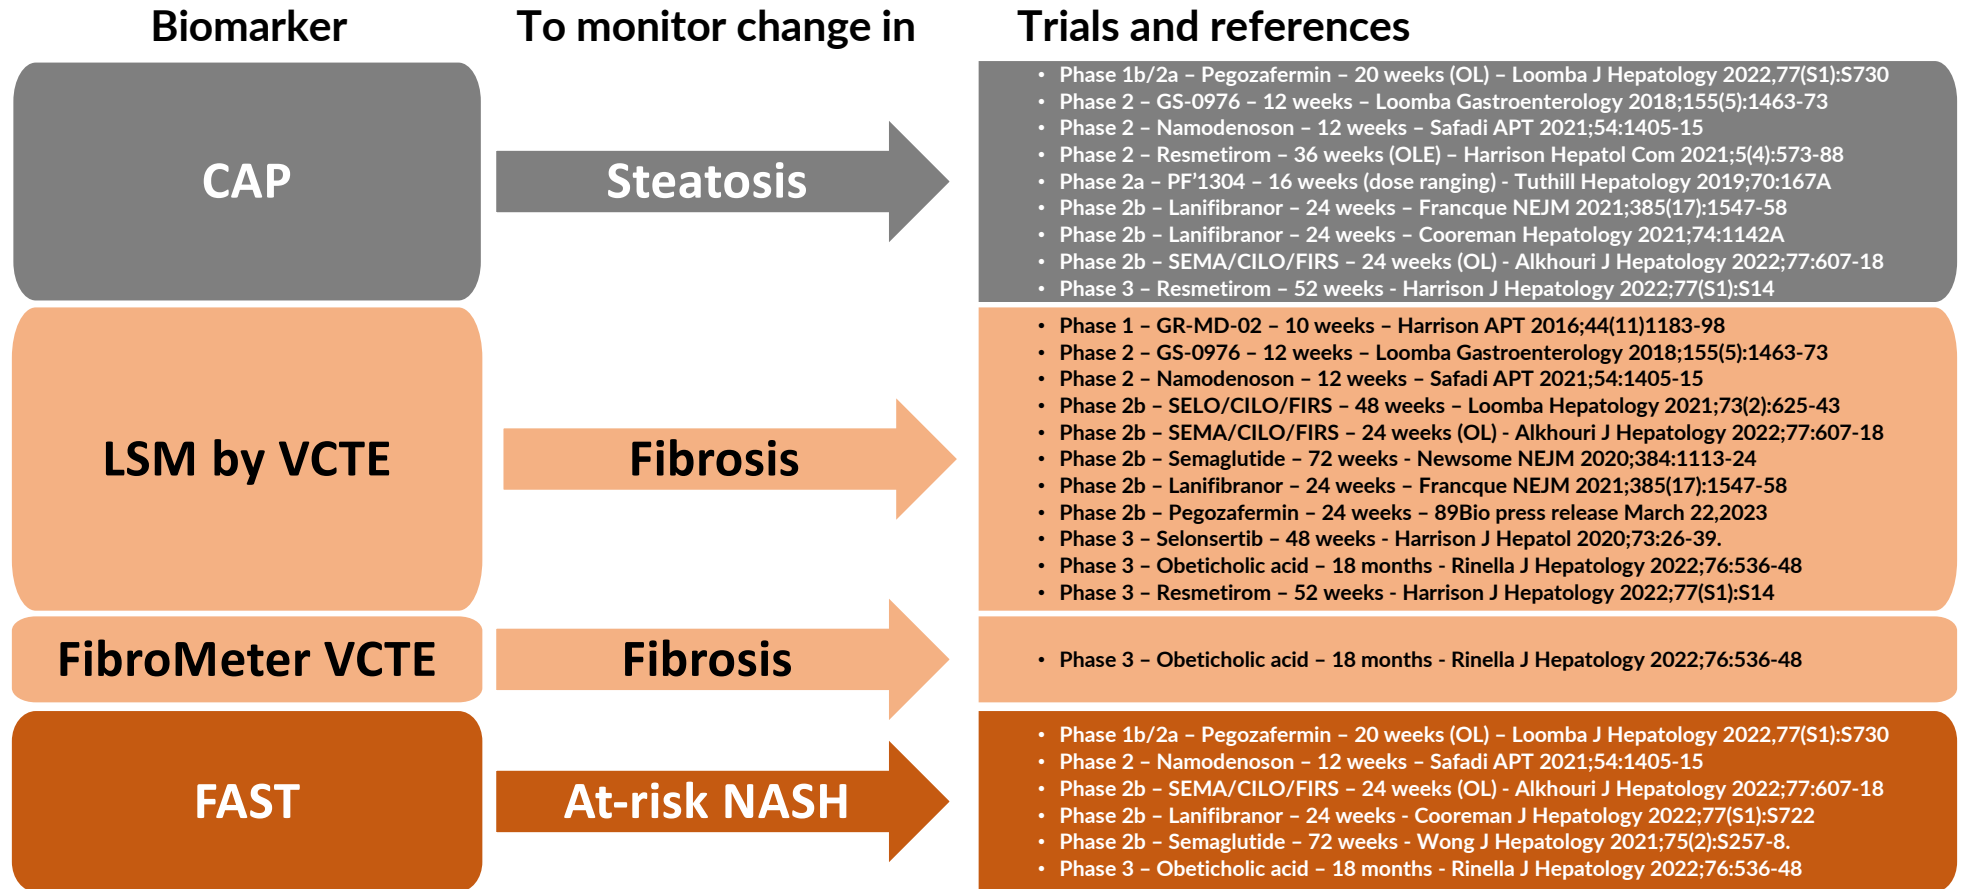 Biomarker
To monitor change in
Trials and references
CAP
Steatosis
• Phase 1b/2a – Pegozafermin – 20 weeks (OL) – Loomba J Hepatology 2022,77(S1):S730
• Phase 2 – GS-0976 – 12 weeks – Loomba Gastroenterology 2018;155(5):1463-73
• Phase 2 – Namodenoson – 12 weeks – Safadi APT 2021;54:1405-15
• Phase 2 – Resmetirom – 36 weeks (OLE) – Harrison Hepatol Com 2021;5(4):573-88
• Phase 2a – PF’1304 – 16 weeks (dose ranging) - Tuthill Hepatology 2019;70:167A
• Phase 2b – Lanifibranor – 24 weeks – Francque NEJM 2021;385(17):1547-58
• Phase 2b – Lanifibranor – 24 weeks – Cooreman Hepatology 2021;74:1142A
• Phase 2b – SEMA/CILO/FIRS – 24 weeks (OL) - Alkhouri J Hepatology 2022;77:607-18
• Phase 3 – Resmetirom – 52 weeks - Harrison J Hepatology 2022;77(S1):S14
LSM by VCTE
Fibrosis
• Phase 1 – GR-MD-02 – 10 weeks – Harrison APT 2016;44(11)1183-98
• Phase 2 – GS-0976 – 12 weeks – Loomba Gastroenterology 2018;155(5):1463-73
• Phase 2 – Namodenoson – 12 weeks – Safadi APT 2021;54:1405-15
• Phase 2b – SELO/CILO/FIRS – 48 weeks – Loomba Hepatology 2021;73(2):625-43
• Phase 2b – SEMA/CILO/FIRS – 24 weeks (OL) - Alkhouri J Hepatology 2022;77:607-18
• Phase 2b – Semaglutide – 72 weeks - Newsome NEJM 2020;384:1113-24
• Phase 2b – Lanifibranor – 24 weeks – Francque NEJM 2021;385(17):1547-58
• Phase 2b – Pegozafermin – 24 weeks – 89Bio press release March 22,2023
• Phase 3 – Selonsertib – 48 weeks - Harrison J Hepatol 2020;73:26-39.
• Phase 3 – Obeticholic acid – 18 months - Rinella J Hepatology 2022;76:536-48
• Phase 3 – Resmetirom – 52 weeks - Harrison J Hepatology 2022;77(S1):S14
FibroMeter VCTE
Fibrosis
• Phase 3 – Obeticholic acid – 18 months - Rinella J Hepatology 2022;76:536-48
FAST
At-risk NASH
• Phase 1b/2a – Pegozafermin – 20 weeks (OL) – Loomba J Hepatology 2022,77(S1):S730
• Phase 2 – Namodenoson – 12 weeks – Safadi APT 2021;54:1405-15
• Phase 2b – SEMA/CILO/FIRS – 24 weeks (OL) - Alkhouri J Hepatology 2022;77:607-18
• Phase 2b – Lanifibranor – 24 weeks - Cooreman J Hepatology 2022;77(S1):S722
• Phase 2b – Semaglutide – 72 weeks - Wong J Hepatology 2021;75(2):S257-8.
• Phase 3 – Obeticholic acid – 18 months - Rinella J Hepatology 2022;76:536-48